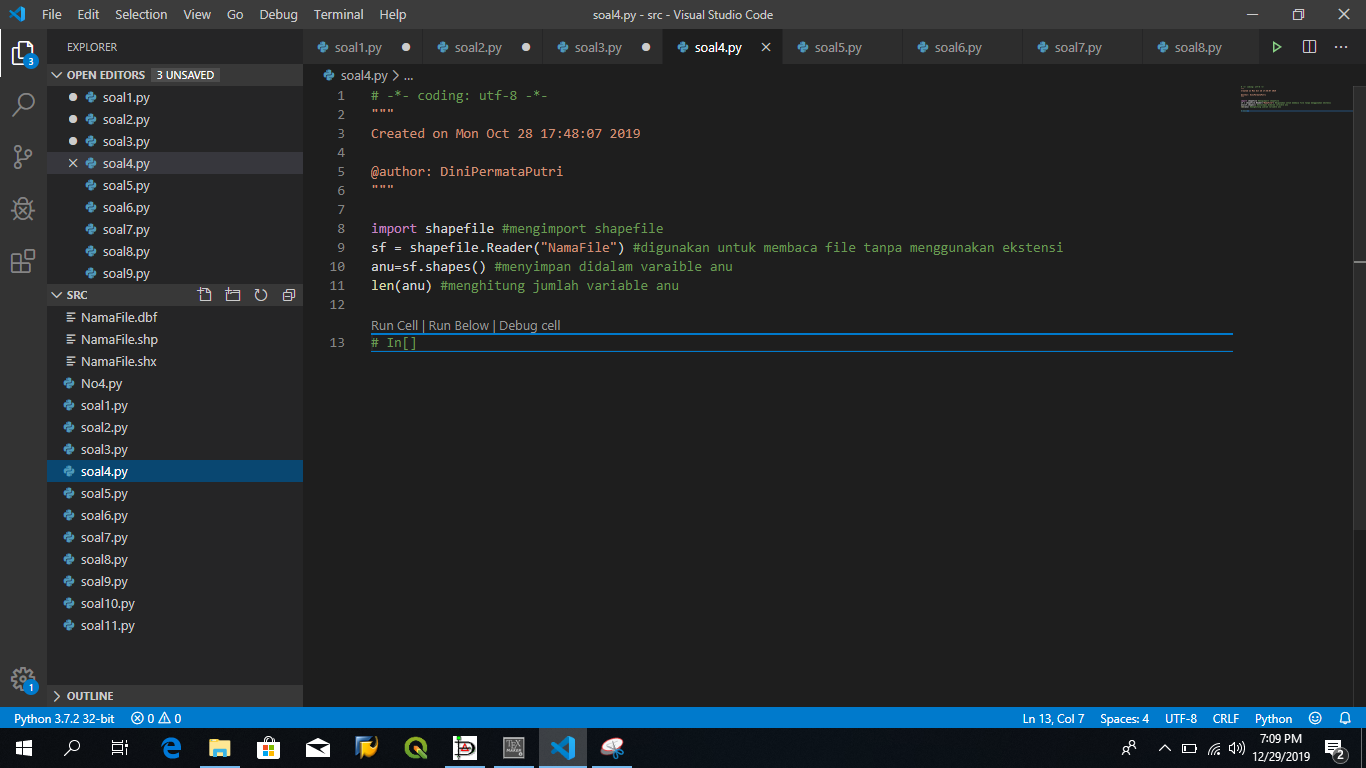 File Edit Selection View Go Debug Terminal Help
soal4.py - src - Visual Studio Code
EXPLORER
OPEN EDITORS 3 UNSAVED
soal1.py
soal2.py
soal3.py
soal4.py
soal5.py
soal6.py
soal7.py
soal8.py
soal9.py
SRC
NamaFile.dbf
NamaFile.shp
NamaFile.shx
No4.py
soal1.py
soal2.py
soal3.py
soal4.py
soal5.py
soal6.py
soal7.py
soal8.py
soal9.py
soal10.py
soal11.py
OUTLINE
3
1
soal1.py soal2.py soal3.py soal4.py soal5.py soal6.py soal7.py soal8.py
soal4.py > ...
1 # -*- coding: utf-8 -*-
2 """
3 Created on Mon Oct 28 17:48:07 2019
4
5 @author: DiniPermataPutri
6 """
7
8 import shapefile #mengimport shapefile
9 sf = shapefile.Reader("NamaFile") #digunakan untuk membaca file tanpa menggunakan ekstensi
10 anu=sf.shapes() #menyimpan didalam varaible anu
11 len(anu) #menghitung jumlah variable anu
12
Run Cell | Run Below | Debug cell
13 # In[]
Python 3.7.2 32-bit 0 0 Ln 13, Col 7 Spaces: 4 UTF-8 CRLF Python
TEX
MAKER
7:09 PM
12/29/2019
2